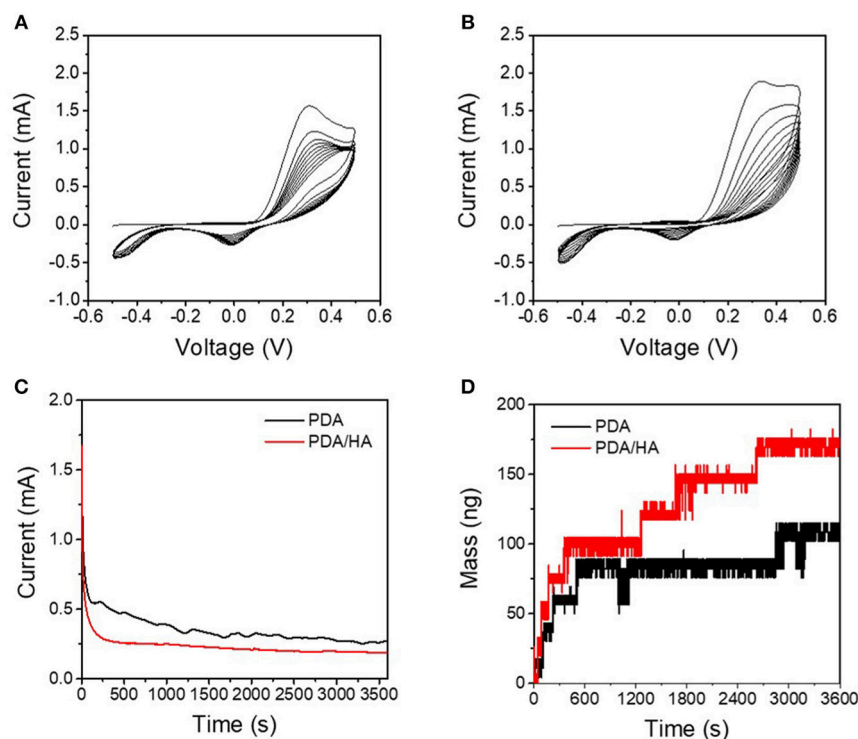 A
2.5
2.0
1.5
1.0
0.5
0.0
-0.5
-1.0
Current (mA)
-0.6 -0.4 -0.2 0.0 0.2 0.4 0.6
Voltage (V)
B
2.5
2.0
1.5
1.0
0.5
0.0
-0.5
-1.0
Current (mA)
-0.6 -0.4 -0.2 0.0 0.2 0.4 0.6
Voltage (V)
C
2.0
1.5
1.0
0.5
0.0
Current (mA)
PDA
PDA/HA
0 500 1000 1500 2000 2500 3000 3500
Time (s)
D
200
150
100
50
0
Mass (ng)
PDA
PDA/HA
0 600 1200 1800 2400 3000 3600
Time (s)